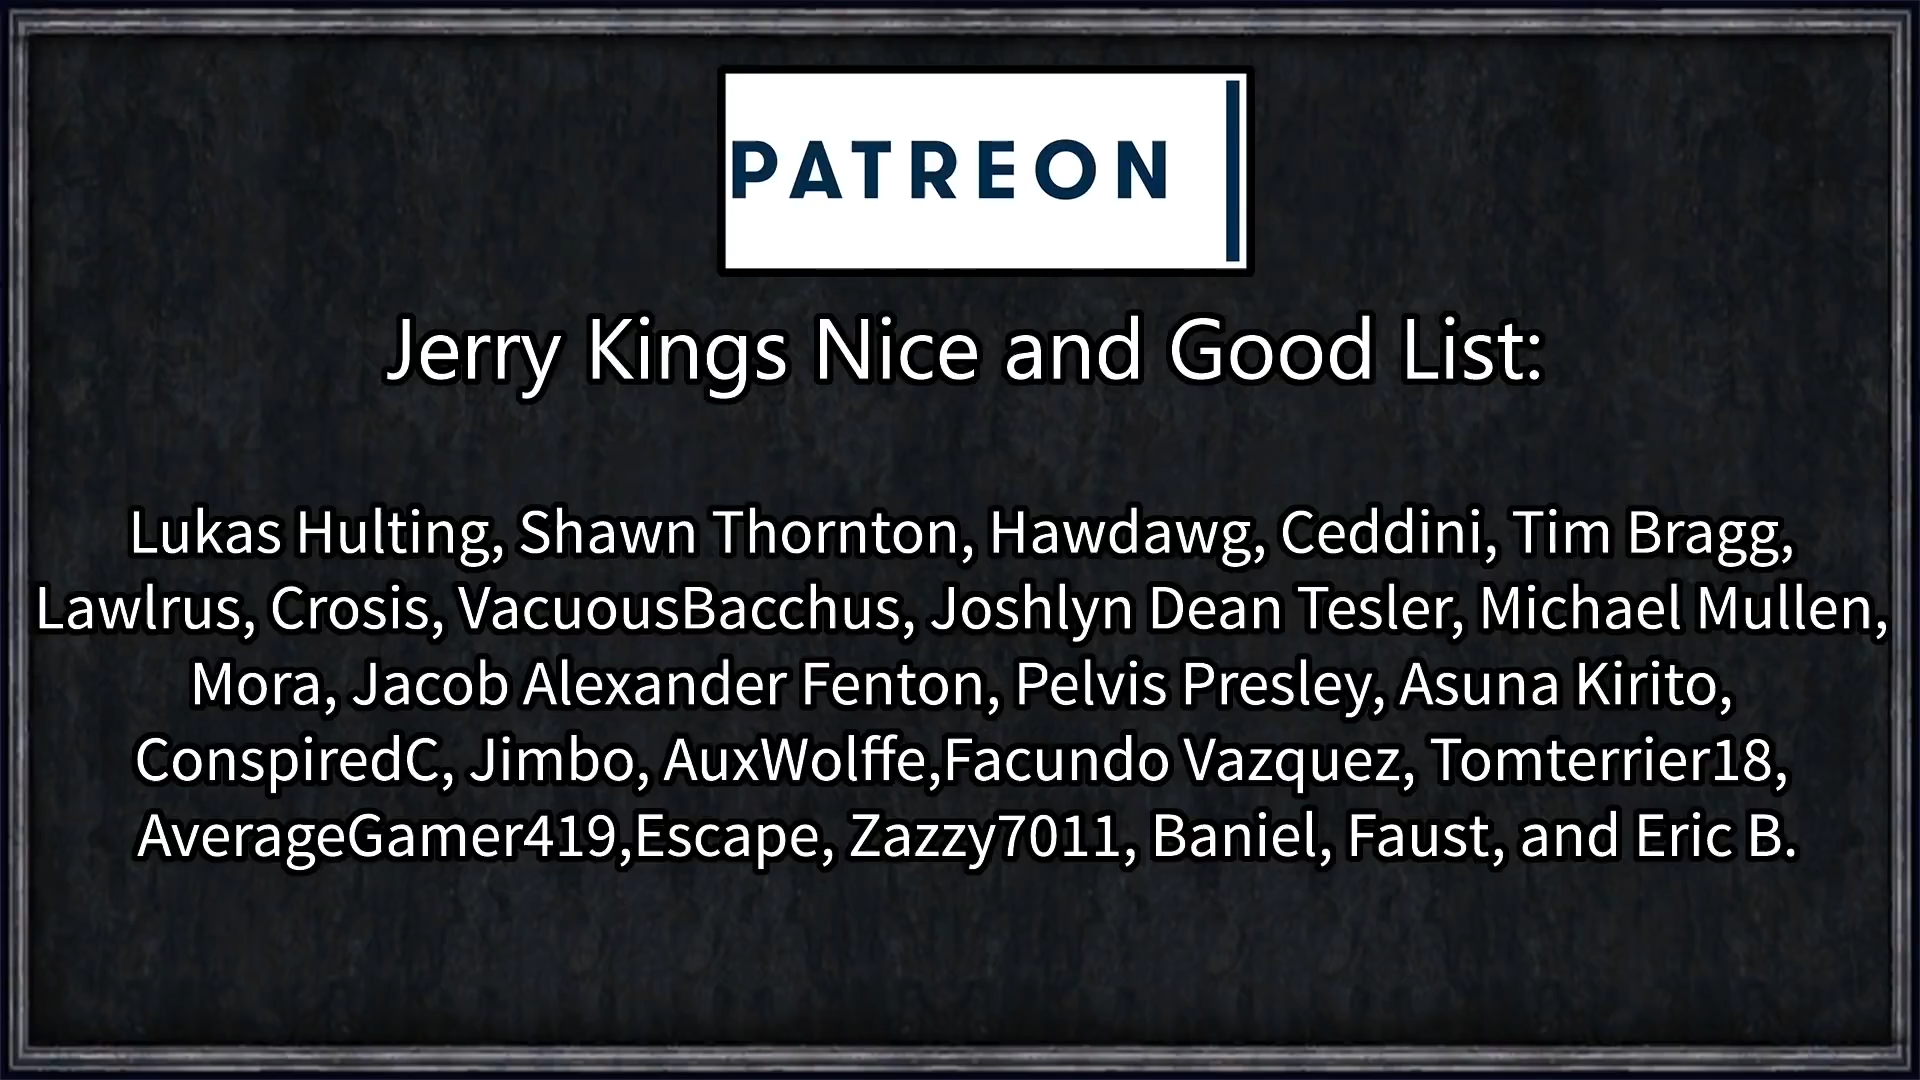 PATREON
Jerry Kings Nice and Good List:
Lukas Hulting, Shawn Thornton, Hawdawg, Ceddini, Tim Bragg,
Lawlrus, Crosis, VacuousBacchus, Joshlyn Dean Tesler, Michael Mullen,
Mora, Jacob Alexander Fenton, Pelvis Presley, Asuna Kirito,
ConspiredC, Jimbo, AuxWolffe,Facundo Vazquez, Tomterrier18,
AverageGamer419,Escape, Zazzy7011, Baniel, Faust, and Eric B.